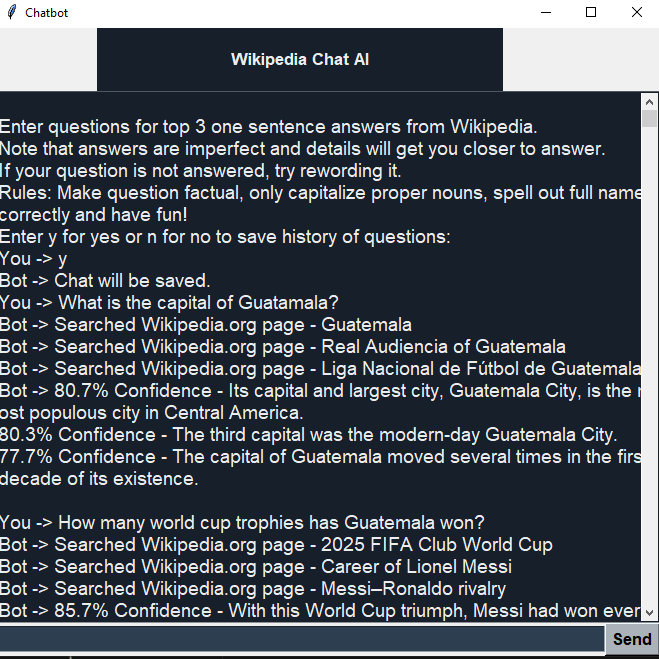 Chatbot
Wikipedia Chat AI
Enter questions for top 3 one sentence answers from Wikipedia.
Note that answers are imperfect and details will get you closer to answer.
If your question is not answered, try rewording it.
Rules: Make question factual, only capitalize proper nouns, spell out full name
correctly and have fun!
Enter y for yes or n for no to save history of questions:
You -> y
Bot -> Chat will be saved.
You -> What is the capital of Guatamala?
Bot -> Searched Wikipedia.org page - Guatemala
Bot -> Searched Wikipedia.org page - Real Audiencia of Guatemala
Bot -> Searched Wikipedia.org page - Liga Nacional de Fútbol de Guatemala
Bot -> 80.7% Confidence - Its capital and largest city, Guatemala City, is the
ost populous city in Central America.
80.3% Confidence - The third capital was the modern-day Guatemala City.
77.7% Confidence - The capital of Guatemala moved several times in the firs
decade of its existence.
You -> How many world cup trophies has Guatemala won?
Bot -> Searched Wikipedia.org page - 2025 FIFA Club World Cup
Bot -> Searched Wikipedia.org page - Career of Lionel Messi
Bot -> Searched Wikipedia.org page - Messi–Ronaldo rivalry
Bot -> 85.7% Confidence - With this World Cup triumph, Messi had won ever
Send